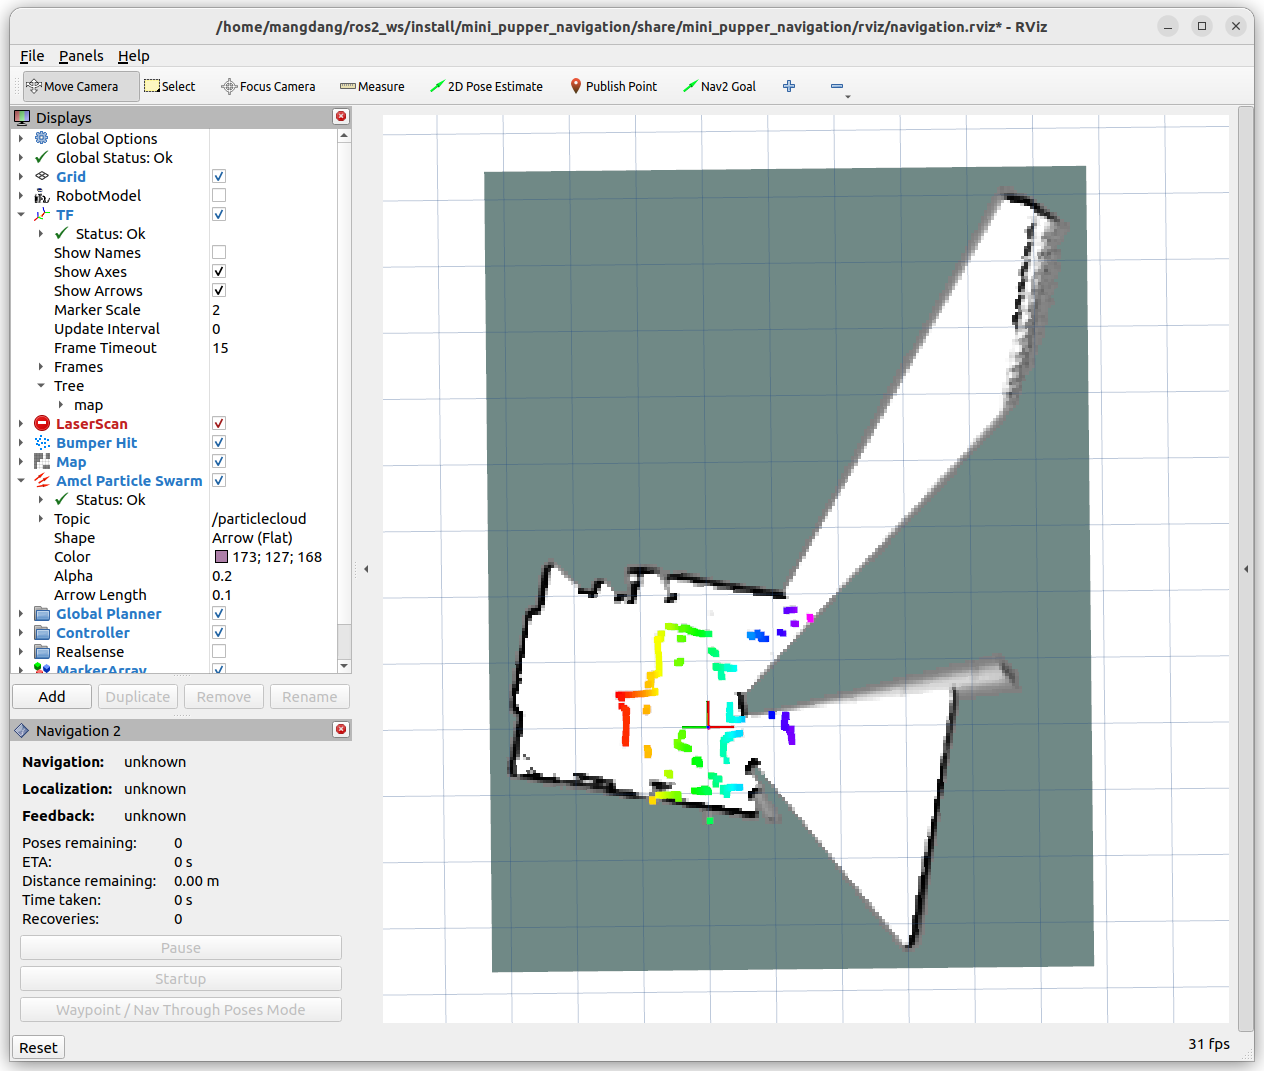 /home/mangdang/ros2_ws/install/mini_pupper_navigation/share/mini_pupper_navigation/rviz/navigation.rviz* - RViz
File Panels Help
Move Camera Select Focus Camera Measure 2D Pose Estimate Publish Point Nav2 Goal
Displays
Global Options
Global Status: Ok
Grid
RobotModel
TF
Status: Ok
Show Names
Show Axes
Show Arrows
Marker Scale 2
Update Interval 0
Frame Timeout 15
Frames
Tree
map
LaserScan
Bumper Hit
Map
Amcl Particle Swarm
Status: Ok
Topic /particlecloud
Shape Arrow (Flat)
Color 173; 127; 168
Alpha 0.2
Arrow Length 0.1
Global Planner
Controller
Realsense
MarkerArray
Add Duplicate Remove Rename
Navigation 2
Navigation: unknown
Localization: unknown
Feedback: unknown
Poses remaining: 0
ETA: 0 s
Distance remaining: 0.00 m
Time taken: 0 s
Recoveries: 0
Pause
Startup
Waypoint / Nav Through Poses Mode
Reset 31 fps